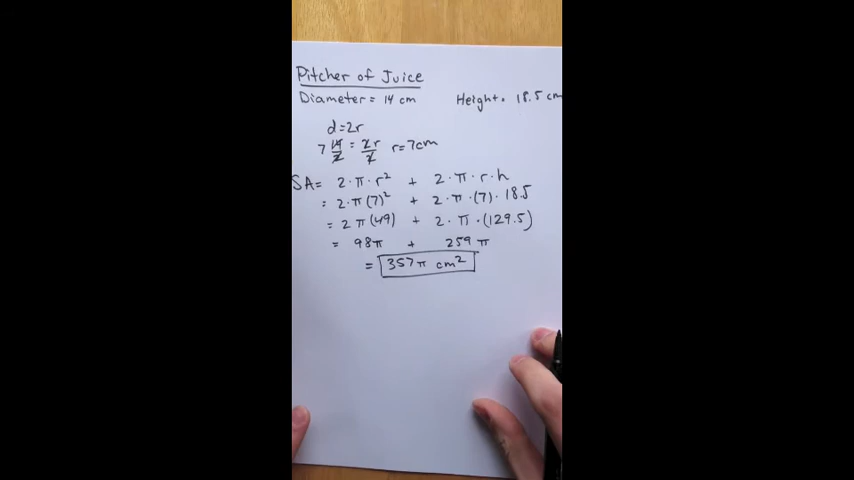 Pitcher of Juice
Diameter = 14 cm Height = 18.5 cm
d=2r
7 14/2 = 2r/2 r=7cm
SA= 2·π·r² + 2·π·r·h
= 2·π(7)² + 2·π·(7)·18.5
= 2π(49) + 2·π·(129.5)
= 98π + 259π
= 357π cm²